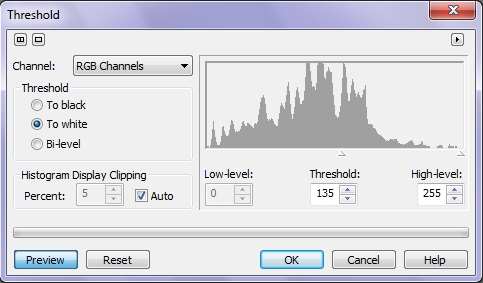 Threshold
Channel: RGB Channels
Threshold
To black
To white
Bi-level
Histogram Display Clipping
Percent: 5 Auto
Low-level: Threshold: High-level:
0 135 255
Preview Reset OK Cancel Help